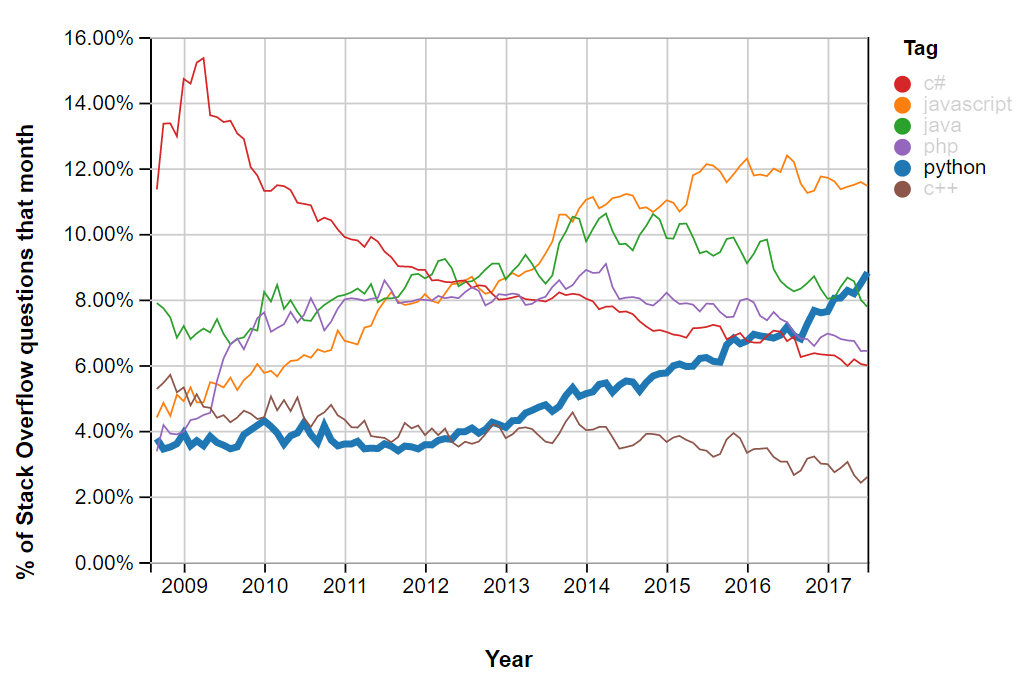 % of Stack Overflow questions that month
16.00%
14.00%
12.00%
10.00%
8.00%
6.00%
4.00%
2.00%
0.00%
2009 2010 2011 2012 2013 2014 2015 2016 2017
Year
Tag
c#
javascript
java
php
python
c++